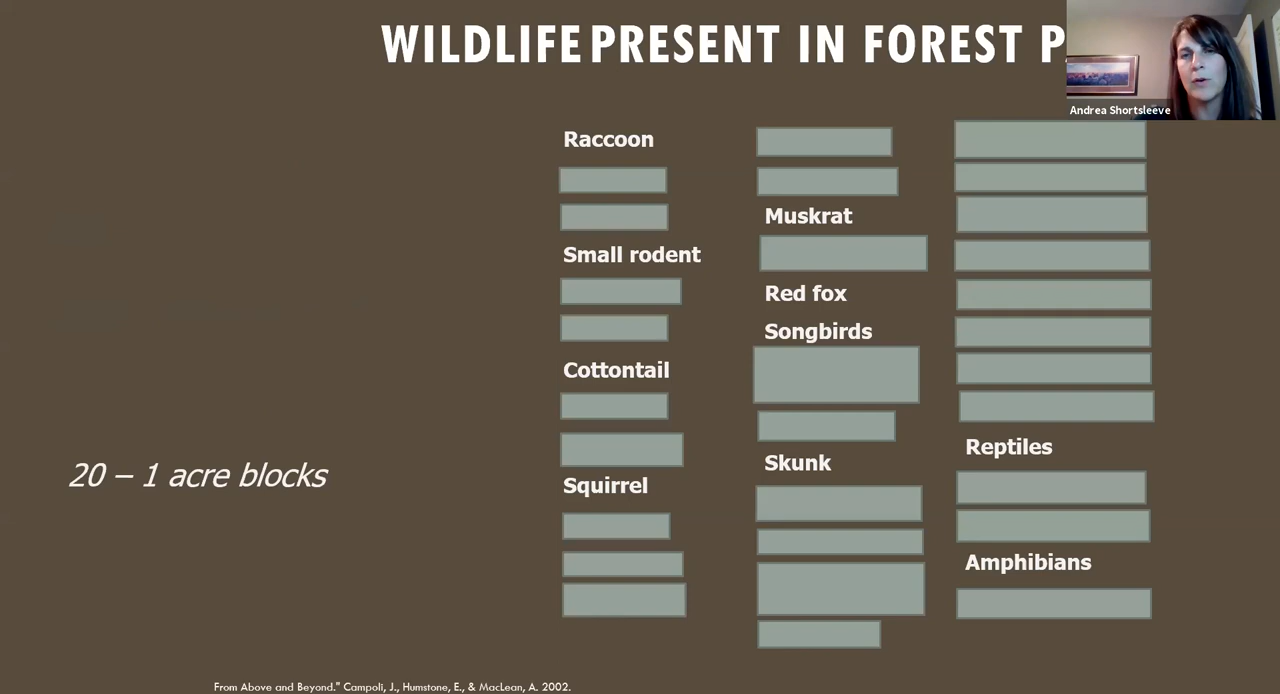 WILDLIFE PRESENT IN FOREST P
Andrea Shortsleeve
Raccoon
Small rodent
Cottontail
Squirrel
Muskrat
Red fox
Songbirds
Skunk
Reptiles
Amphibians
20 – 1 acre blocks
From Above and Beyond." Campoli, J., Humstone, E., & MacLean, A. 2002.